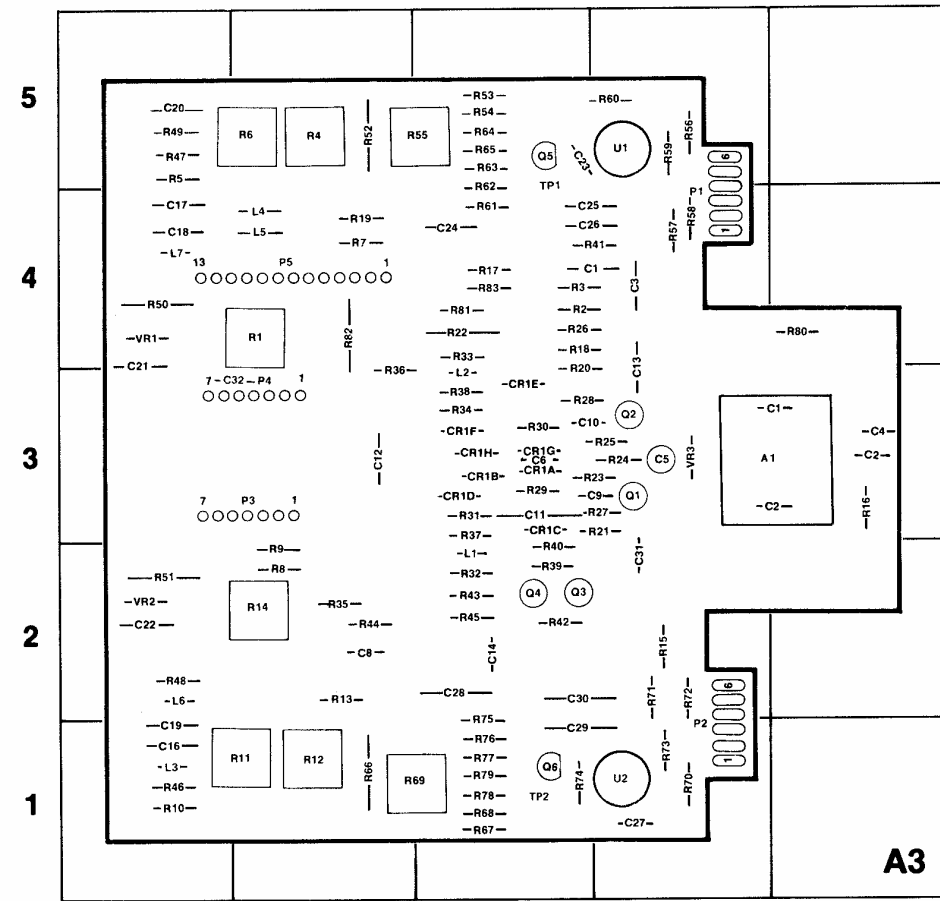 5
R53
R60
C20
R6
R4
R52
R55
R54
R56
R49
R64
U1
R59
R47
R65
Q5
C23
6
R5
R63
TP1
P1
R62
C17
L4
R61
C25
R58
C18
L5
R19
C24
C26
R57
1
L7
R7
R41
4
13
P5
1
R17
C1
C3
R83
R3
R50
R81
R2
VR1
R1
R82
R22
R26
R80
R33
R18
C13
C21
R36
L2
R20
7
C32
P4
1
CR1E
R38
R34
R28
C1
Q2
CR1F
R30
C10
C4
3
C12
CR1H
CR1G
R25
C6
R24
C5
VR3
A1
C2
CR1B
CR1A
R23
CR1D
R29
C9
Q1
R16
7
P3
1
R31
C11
R27
C2
R37
CR1C
R21
R9
L1
R40
C31
R8
R32
R39
R51
VR2
R14
R35
R43
Q4
Q3
C22
R44
R45
R42
2
C8
C14
R15
R48
R13
C28
C30
R71
R72
6
L6
C19
R75
C29
P2
C16
R11
R12
R66
R76
R73
L3
R69
R77
Q6
U2
1
R46
R79
R74
R70
R10
R78
TP2
1
R68
R67
C27
A3